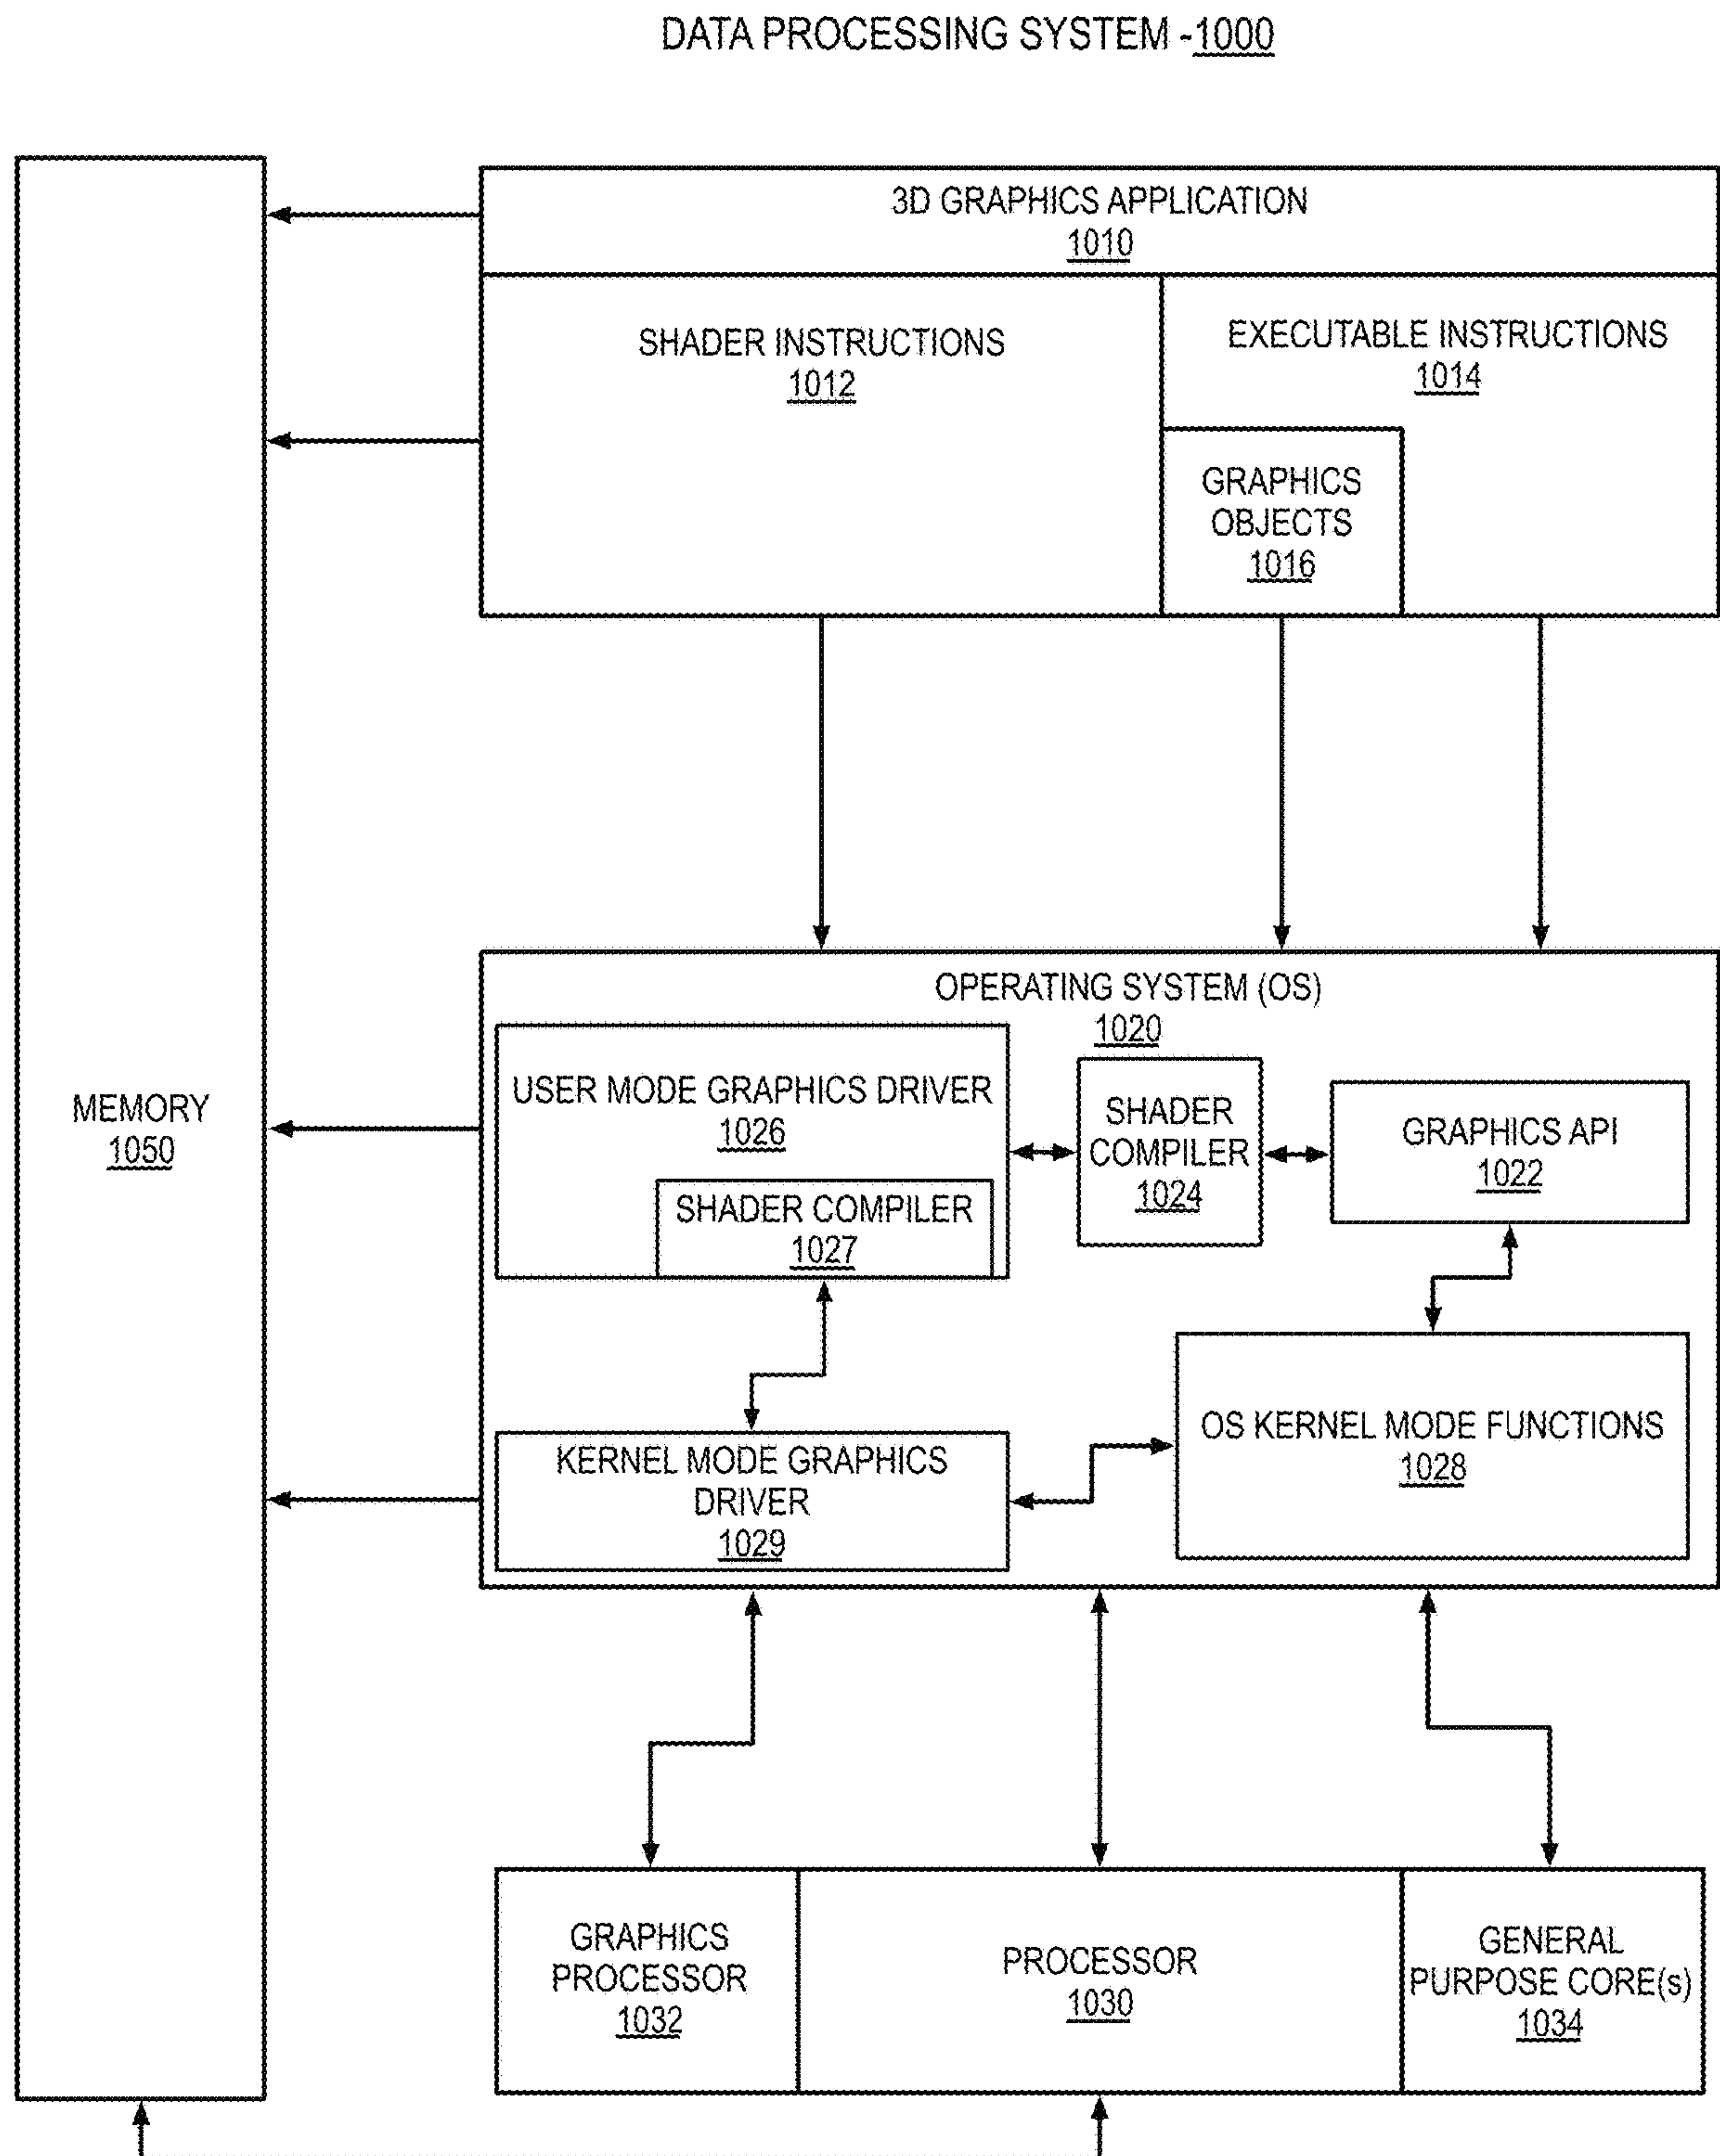 DATA PROCESSING SYSTEM -1000
3D GRAPHICS APPLICATION
1010
SHADER INSTRUCTIONS
1012
EXECUTABLE INSTRUCTIONS
1014
GRAPHICS
OBJECTS
1016
MEMORY
1050
OPERATING SYSTEM (OS)
1020
USER MODE GRAPHICS DRIVER
1026
SHADER COMPILER
1027
SHADER
COMPILER
1024
GRAPHICS API
1022
KERNEL MODE GRAPHICS
DRIVER
1029
OS KERNEL MODE FUNCTIONS
1028
GRAPHICS
PROCESSOR
1032
PROCESSOR
1030
GENERAL
PURPOSE CORE(s)
1034